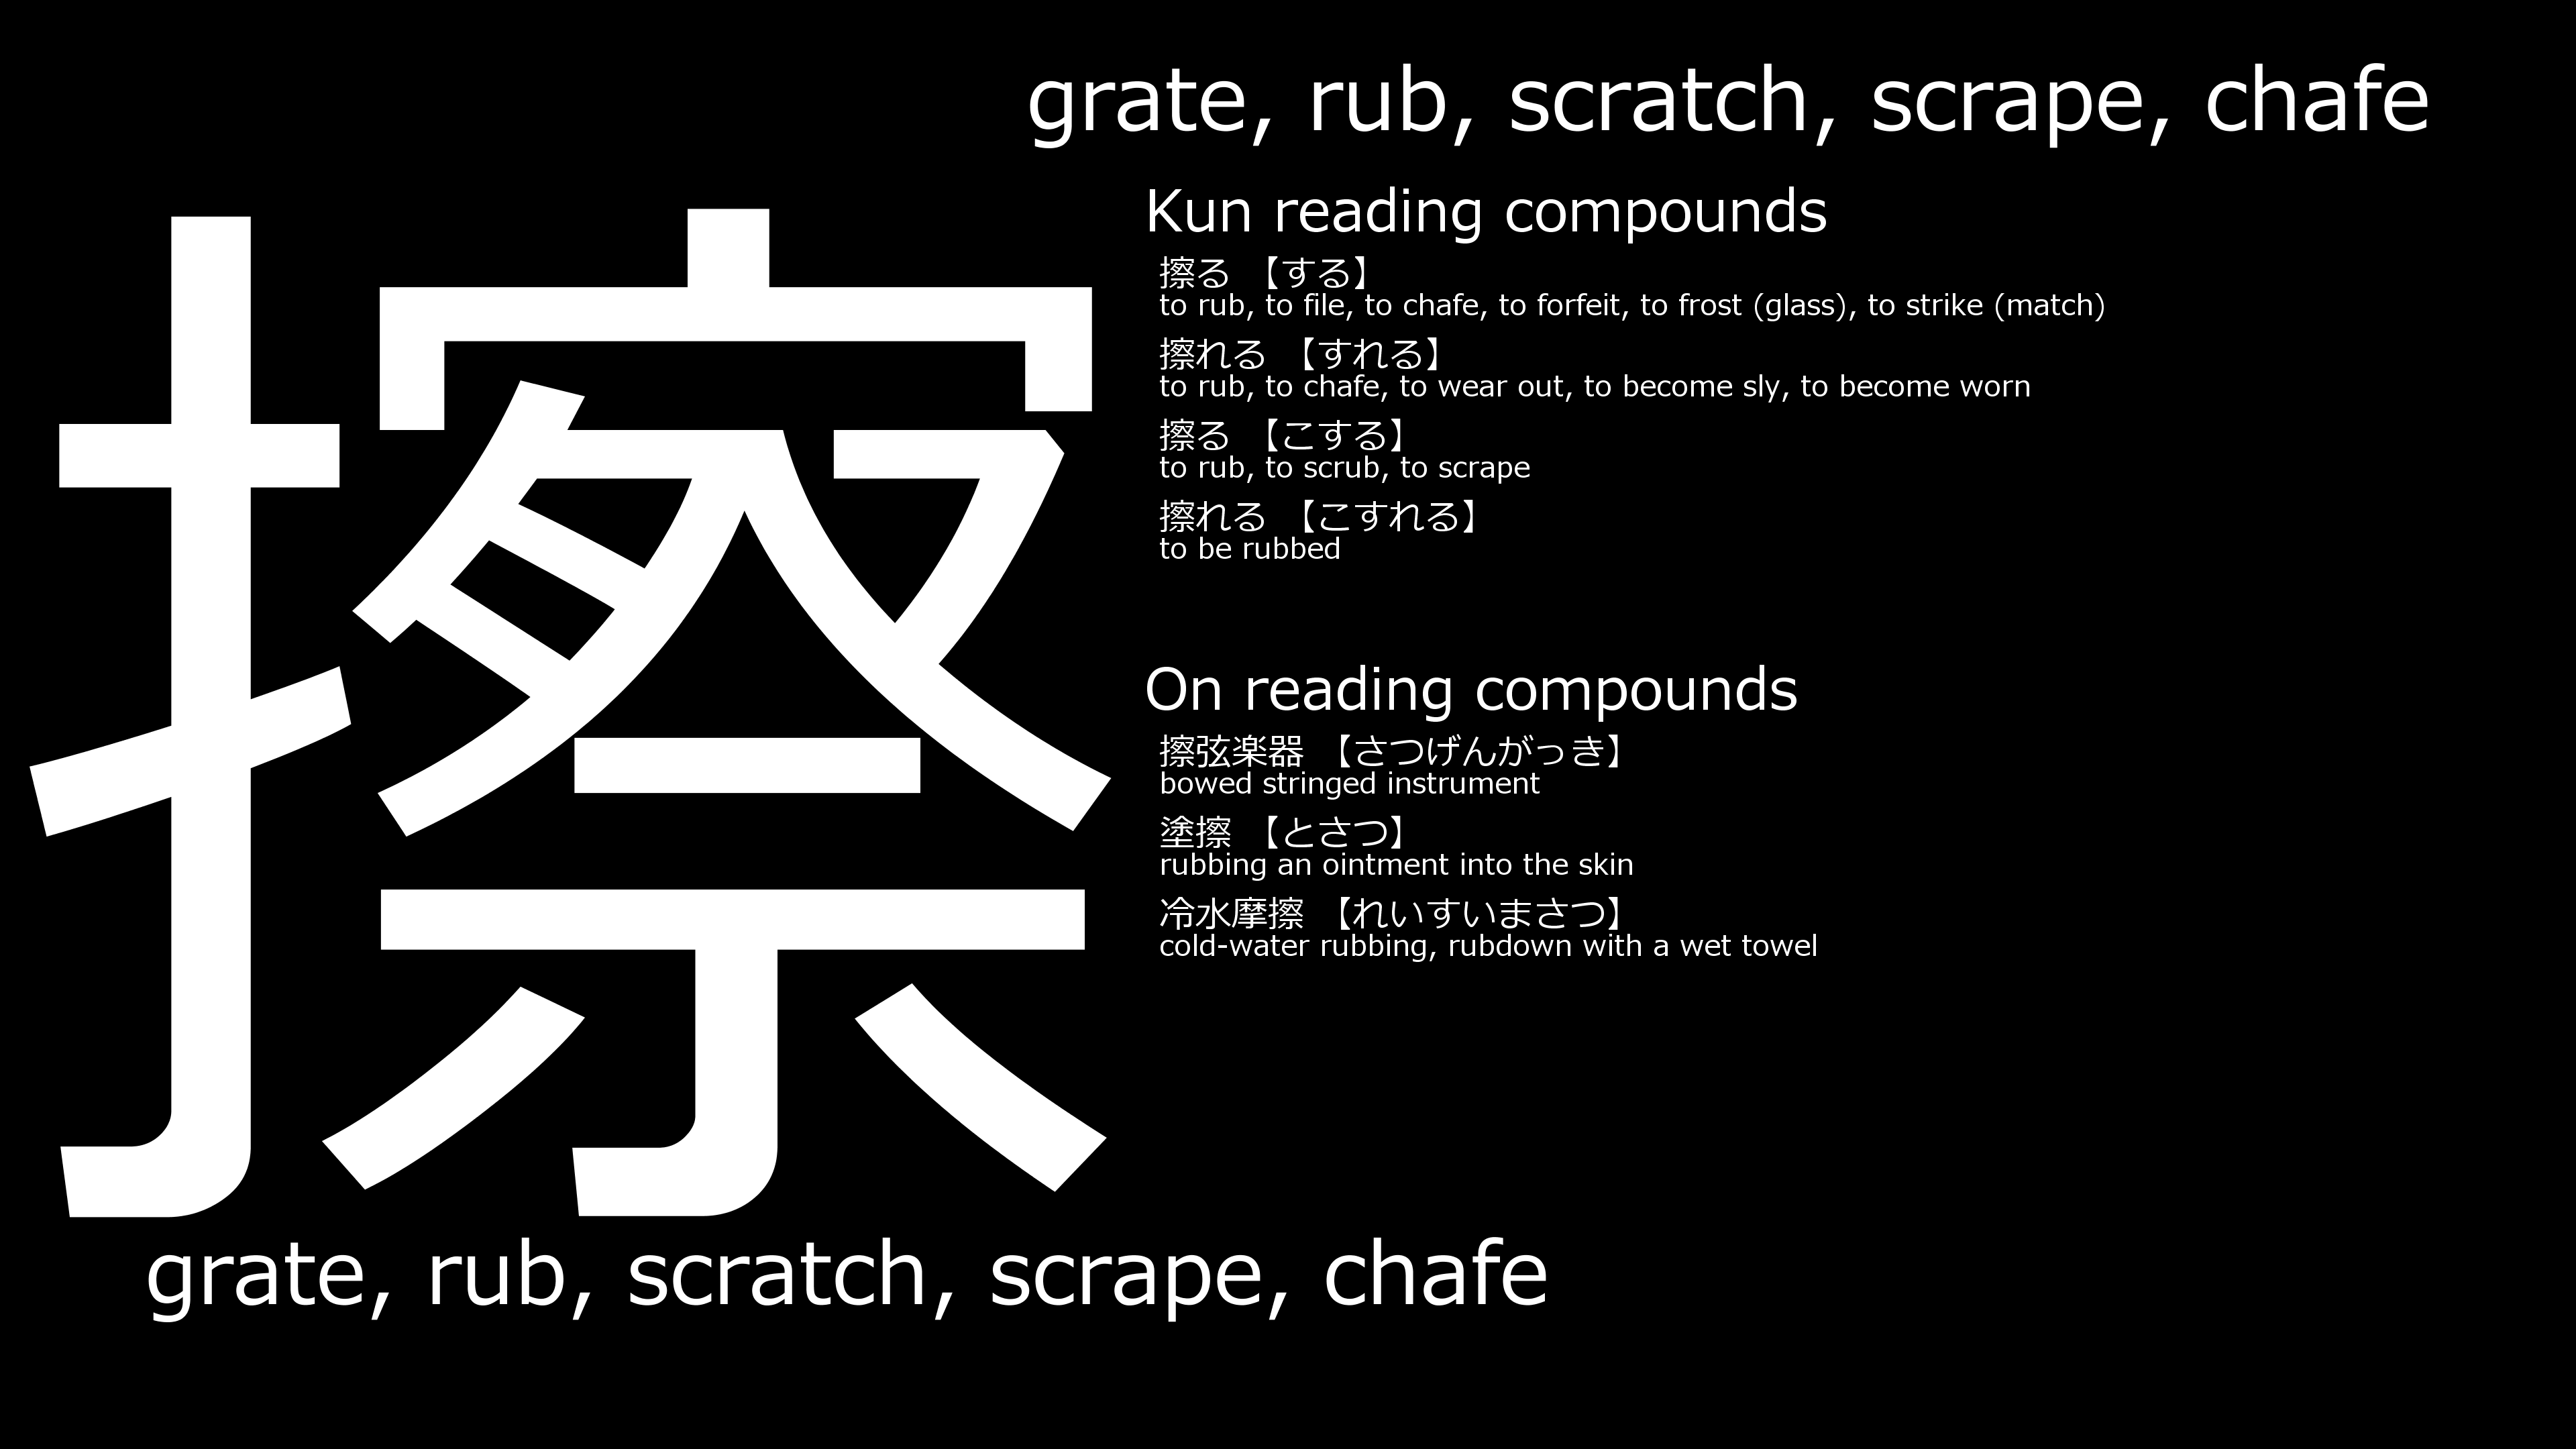 grate, rub, scratch, scrape, chafe
擦
Kun reading compounds
擦る 【する】
to rub, to file, to chafe, to forfeit, to frost (glass), to strike (match)
擦れる 【すれる】
to rub, to chafe, to wear out, to become sly, to become worn
擦る 【こする】
to rub, to scrub, to scrape
擦れる 【こすれる】
to be rubbed
On reading compounds
擦弦楽器 【さつげんがっき】
bowed stringed instrument
塗擦 【とさつ】
rubbing an ointment into the skin
冷水摩擦 【れいすいまさつ】
cold-water rubbing, rubdown with a wet towel
grate, rub, scratch, scrape, chafe